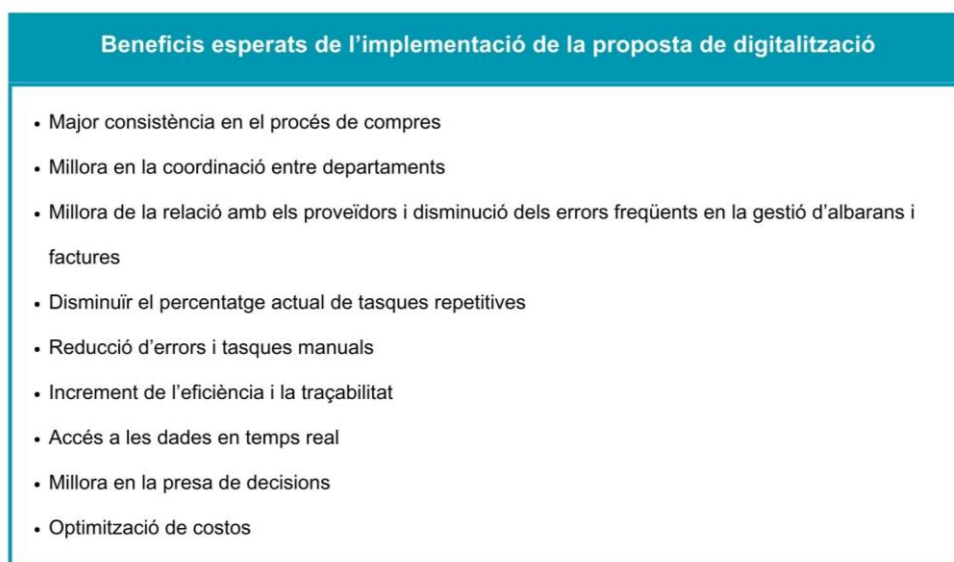 Beneficis esperats de l’implementació de la proposta de digitalització
• Major consistència en el procés de compres
• Millora en la coordinació entre departaments
• Millora de la relació amb els proveïdors i disminució dels errors freqüents en la gestió d’albarans i
factures
• Disminuïr el percentatge actual de tasques repetitives
• Reducció d’errors i tasques manuals
• Increment de l’eficiència i la traçabilitat
• Accés a les dades en temps real
• Millora en la presa de decisions
• Optimització de costos